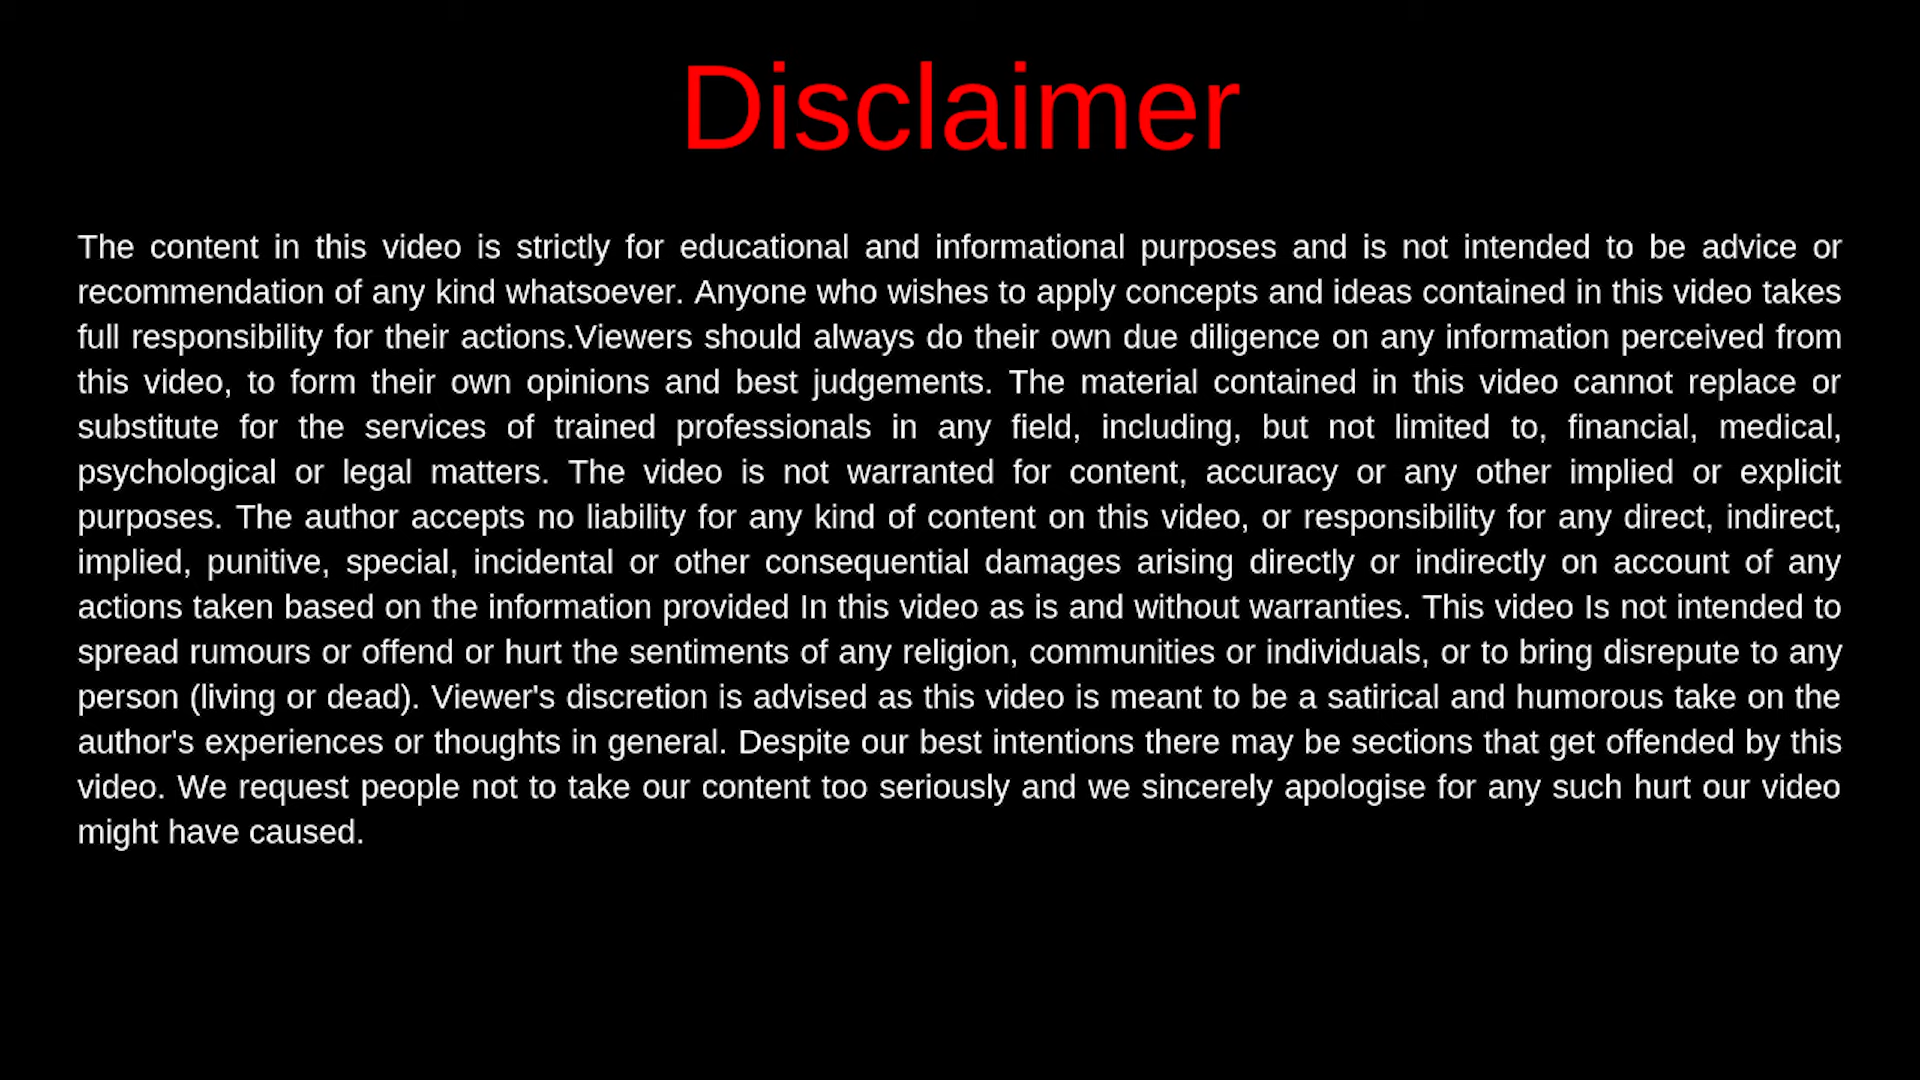 Disclaimer
The content in this video is strictly for educational and informational purposes and is not intended to be advice or
recommendation of any kind whatsoever. Anyone who wishes to apply concepts and ideas contained in this video takes
full responsibility for their actions.Viewers should always do their own due diligence on any information perceived from
this video, to form their own opinions and best judgements. The material contained in this video cannot replace or
substitute for the services of trained professionals in any field, including, but not limited to, financial, medical,
psychological or legal matters. The video is not warranted for content, accuracy or any other implied or explicit
purposes. The author accepts no liability for any kind of content on this video, or responsibility for any direct, indirect,
implied, punitive, special, incidental or other consequential damages arising directly or indirectly on account of any
actions taken based on the information provided In this video as is and without warranties. This video Is not intended to
spread rumours or offend or hurt the sentiments of any religion, communities or individuals, or to bring disrepute to any
person (living or dead). Viewer's discretion is advised as this video is meant to be a satirical and humorous take on the
author's experiences or thoughts in general. Despite our best intentions there may be sections that get offended by this
video. We request people not to take our content too seriously and we sincerely apologise for any such hurt our video
might have caused.